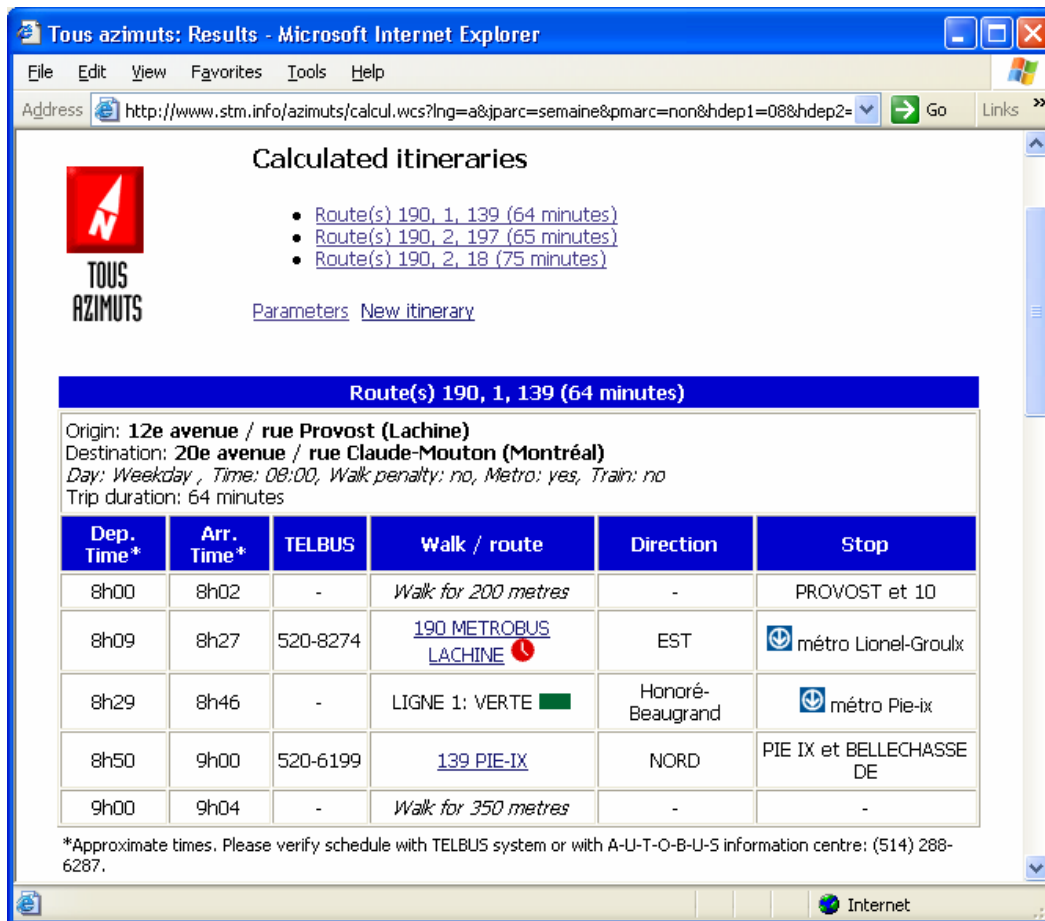 Tous azimuts: Results - Microsoft Internet Explorer
File Edit View Favorites Tools Help
Address http://www.stm.info/azimuts/calcul.wcs?lng=a&jparc=semaine&pmarc=non&hdep1=08&hdep2= Go Links »
Calculated itineraries
N
TOUS
AZIMUTS
• Route(s) 190, 1, 139 (64 minutes)
• Route(s) 190, 2, 197 (65 minutes)
• Route(s) 190, 2, 18 (75 minutes)
Parameters New itinerary
Route(s) 190, 1, 139 (64 minutes)
Origin: 12e avenue / rue Provost (Lachine)
Destination: 20e avenue / rue Claude-Mouton (Montréal)
Day: Weekday , Time: 08:00, Walk penalty: no, Metro: yes, Train: no
Trip duration: 64 minutes
Dep. Time* Arr. Time* TELBUS Walk / route Direction Stop
8h00 8h02 - Walk for 200 metres - PROVOST et 10
8h09 8h27 520-8274 190 METROBUS LACHINE EST métro Lionel-Groulx
8h29 8h46 - LIGNE 1: VERTE Honoré-Beaugrand métro Pie-ix
8h50 9h00 520-6199 139 PIE-IX NORD PIE IX et BELLECHASSE DE
9h00 9h04 - Walk for 350 metres - -
*Approximate times. Please verify schedule with TELBUS system or with A-U-T-O-B-U-S information centre: (514) 288-
6287.
Internet